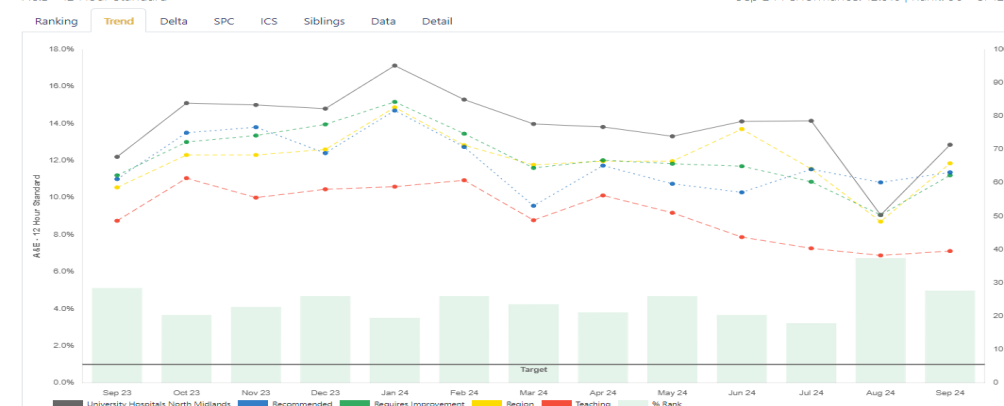 Ranking Trend Delta SPC ICS Siblings Data Detail
18.0% 100
16.0% 90
14.0% 80
12.0% 70
10.0% 60
8.0% 50
6.0% 40
4.0% 30
2.0% 20
0.0% 10
0
A&E - 12 Hour Standard
Target
Sep 23 Oct 23 Nov 23 Dec 23 Jan 24 Feb 24 Mar 24 Apr 24 May 24 Jun 24 Jul 24 Aug 24 Sep 24
University Hospitals North Midlands Recommended Requires Improvement Region Teaching % Rank